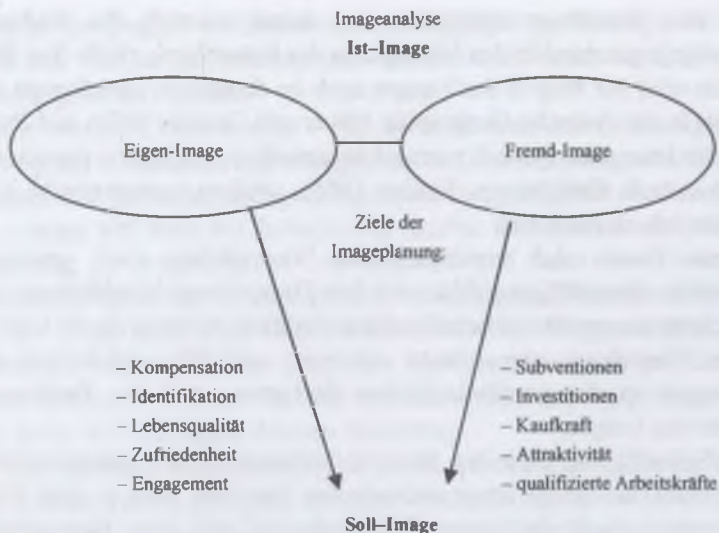 Imageanalyse
Ist–Image
Eigen-Image
Fremd-Image
Ziele der
Imageplanung:
– Kompensation
– Identifikation
– Lebensqualität
– Zufriedenheit
– Engagement
– Subventionen
– Investitionen
– Kaufkraft
– Attraktivität
– qualifizierte Arbeitskräfte
Soll–Image